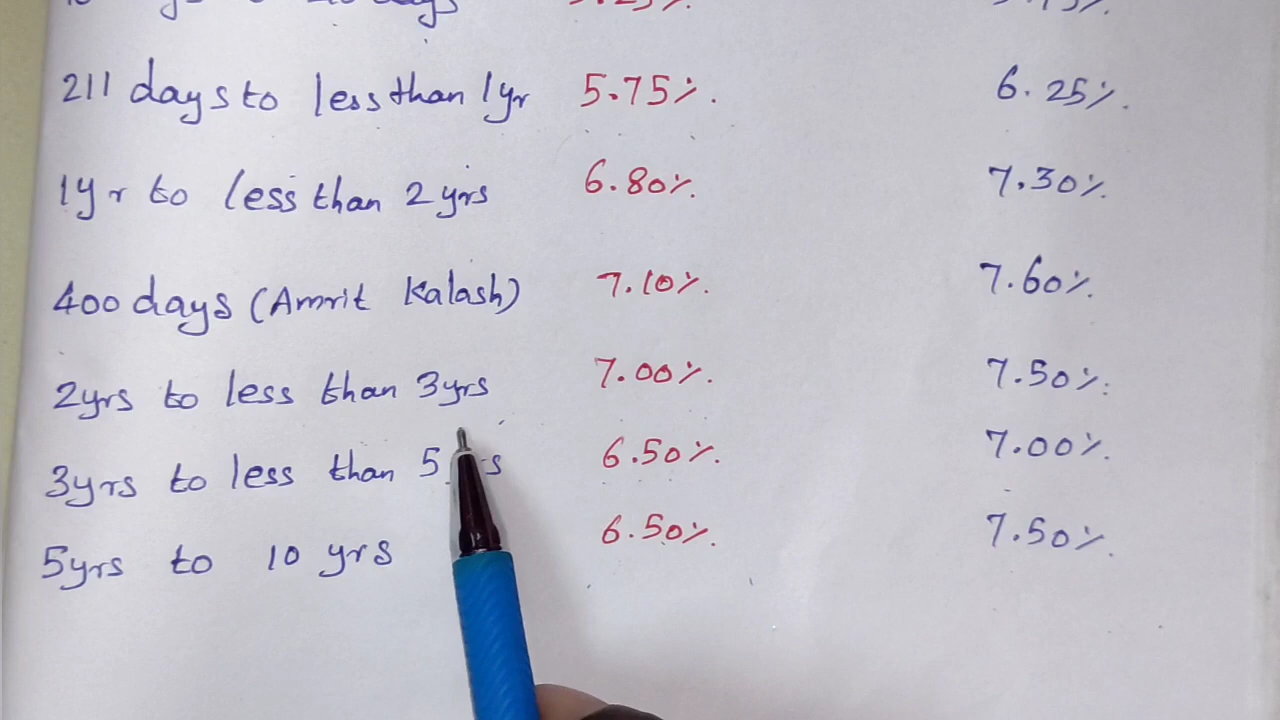 211 days to less than 1yr 5.75%. 6.25%.
1yr to less than 2 yrs 6.80%. 7.30%.
400 days (Amrit Kalash) 7.10%. 7.60%.
2yrs to less than 3yrs 7.00%. 7.50%.
3yrs to less than 5 6.50%. 7.00%.
5yrs to 10 yrs 6.50%. 7.50%.